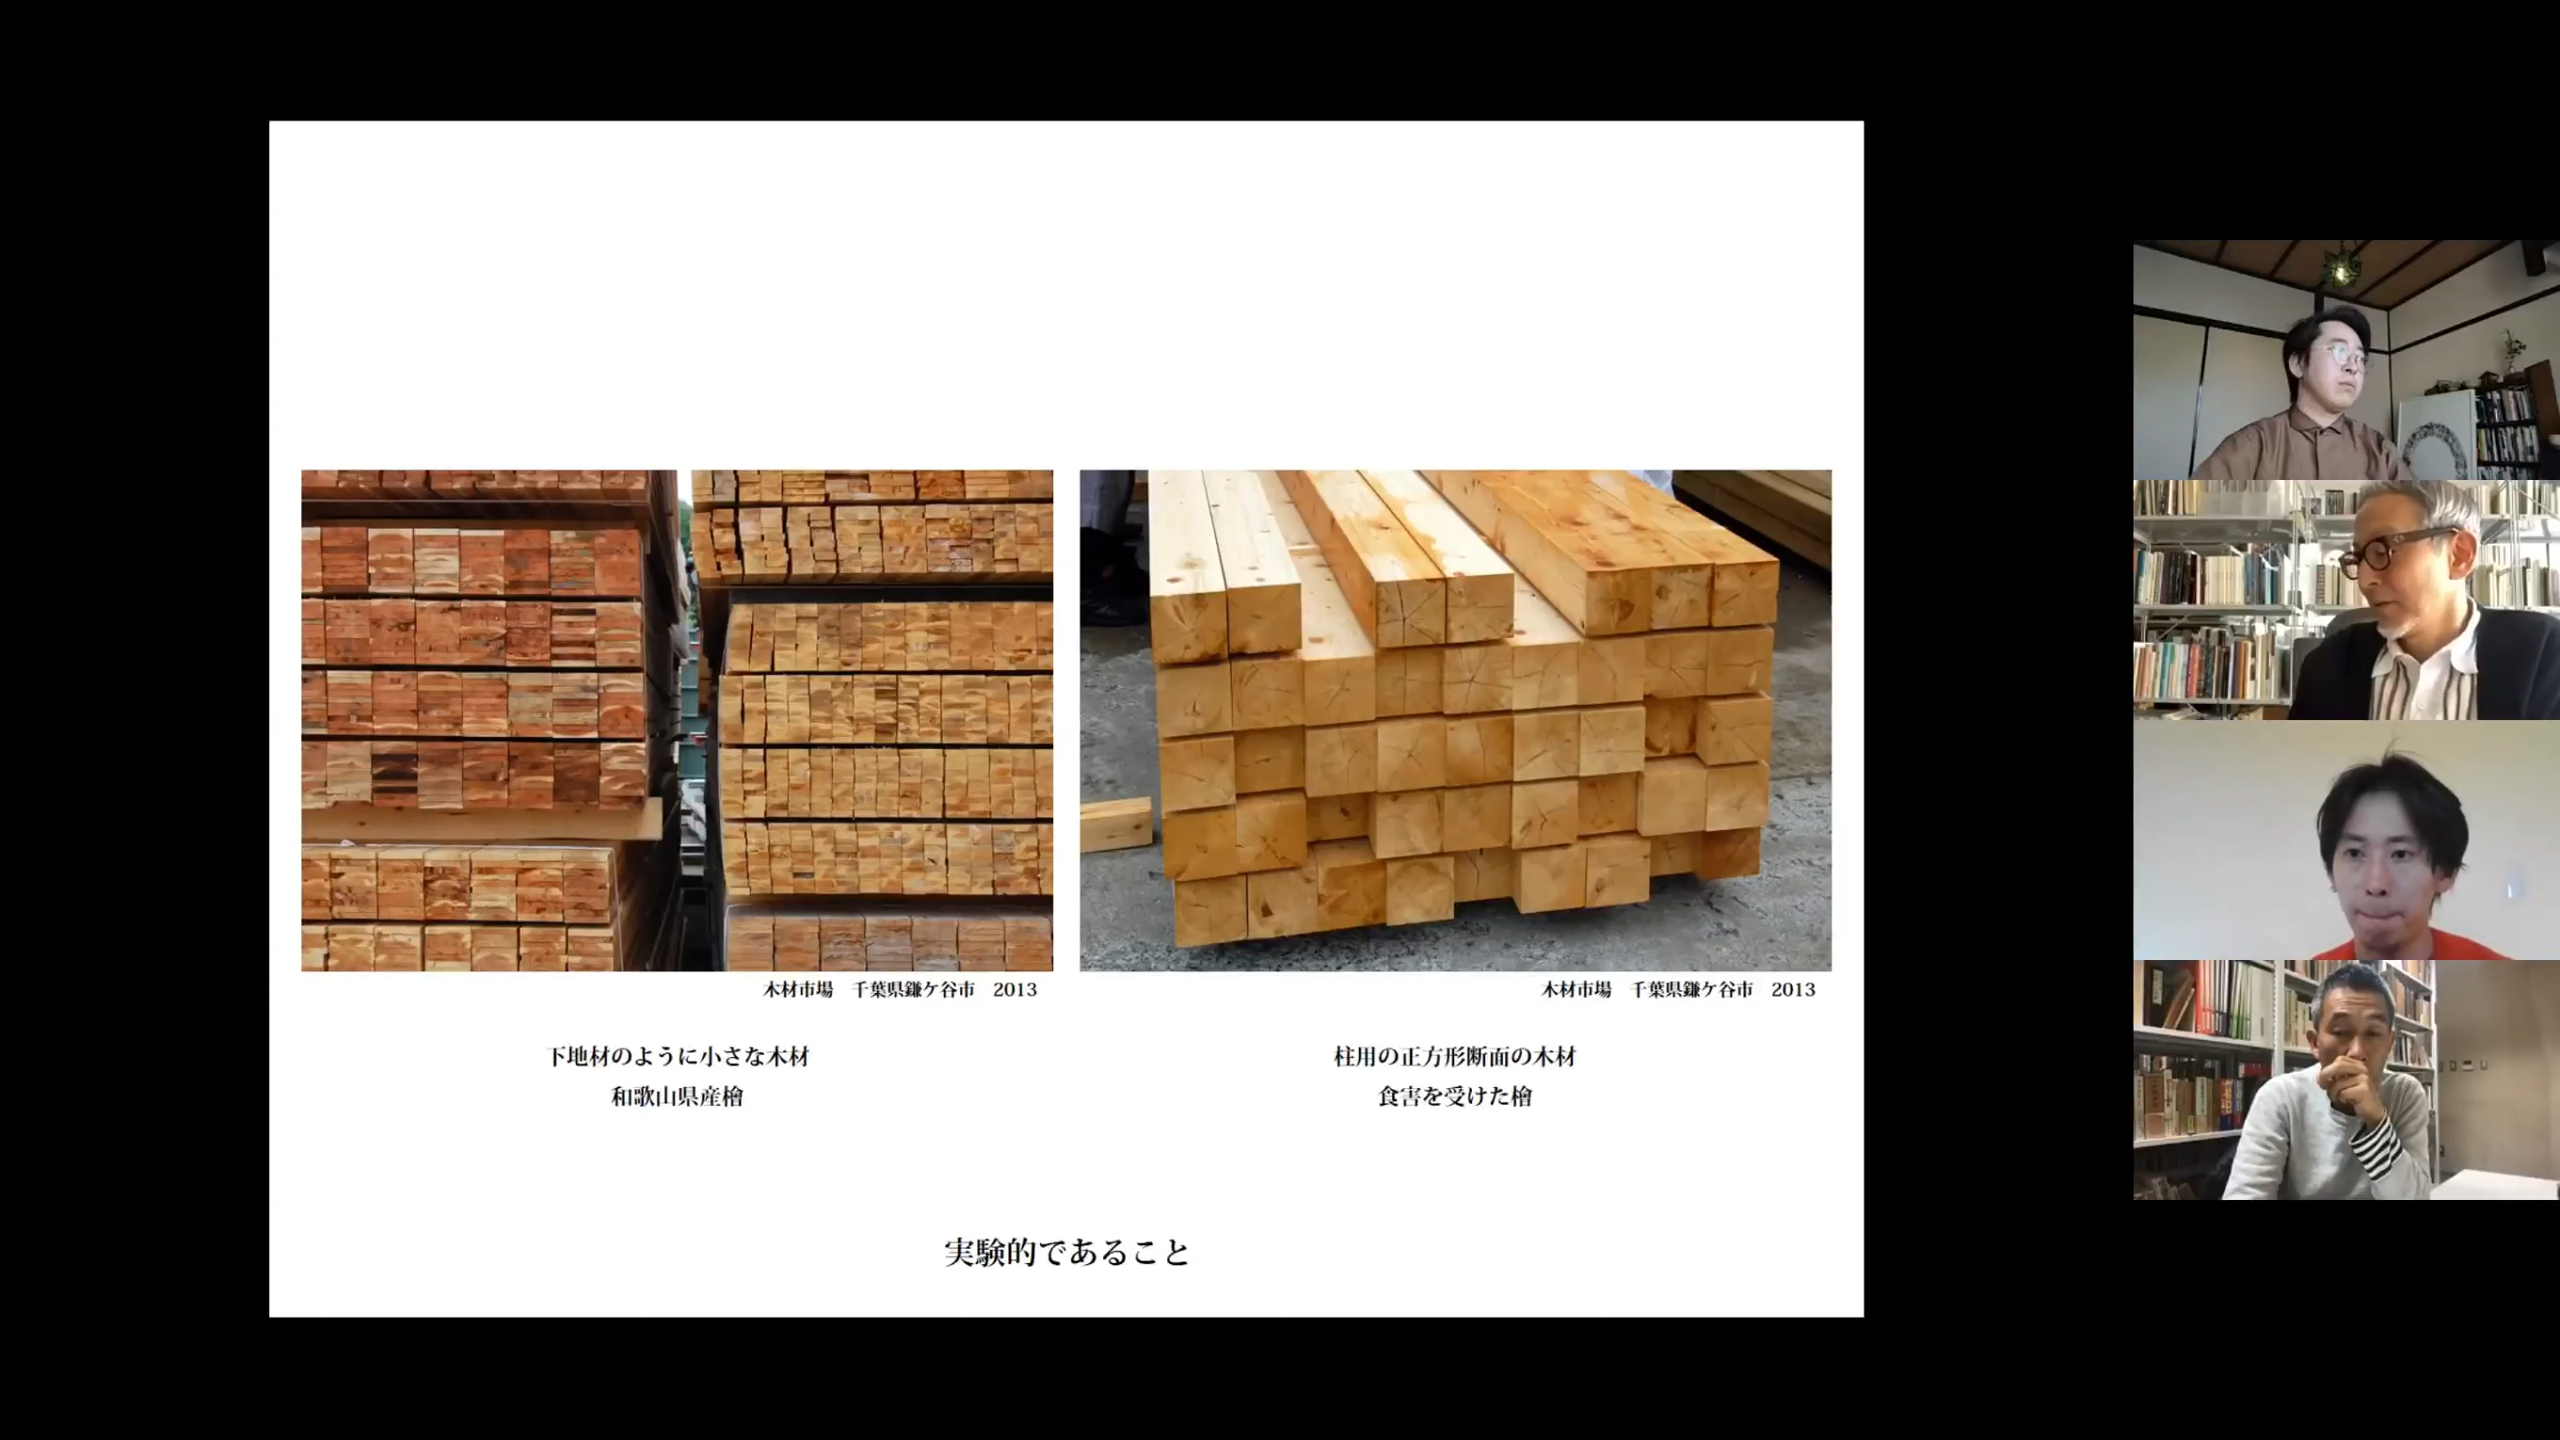 木材市場　千葉県鎌ケ谷市　2013
下地材のように小さな木材
和歌山県産檜
木材市場　千葉県鎌ケ谷市　2013
柱用の正方形断面の木材
食害を受けた檜
実験的であること